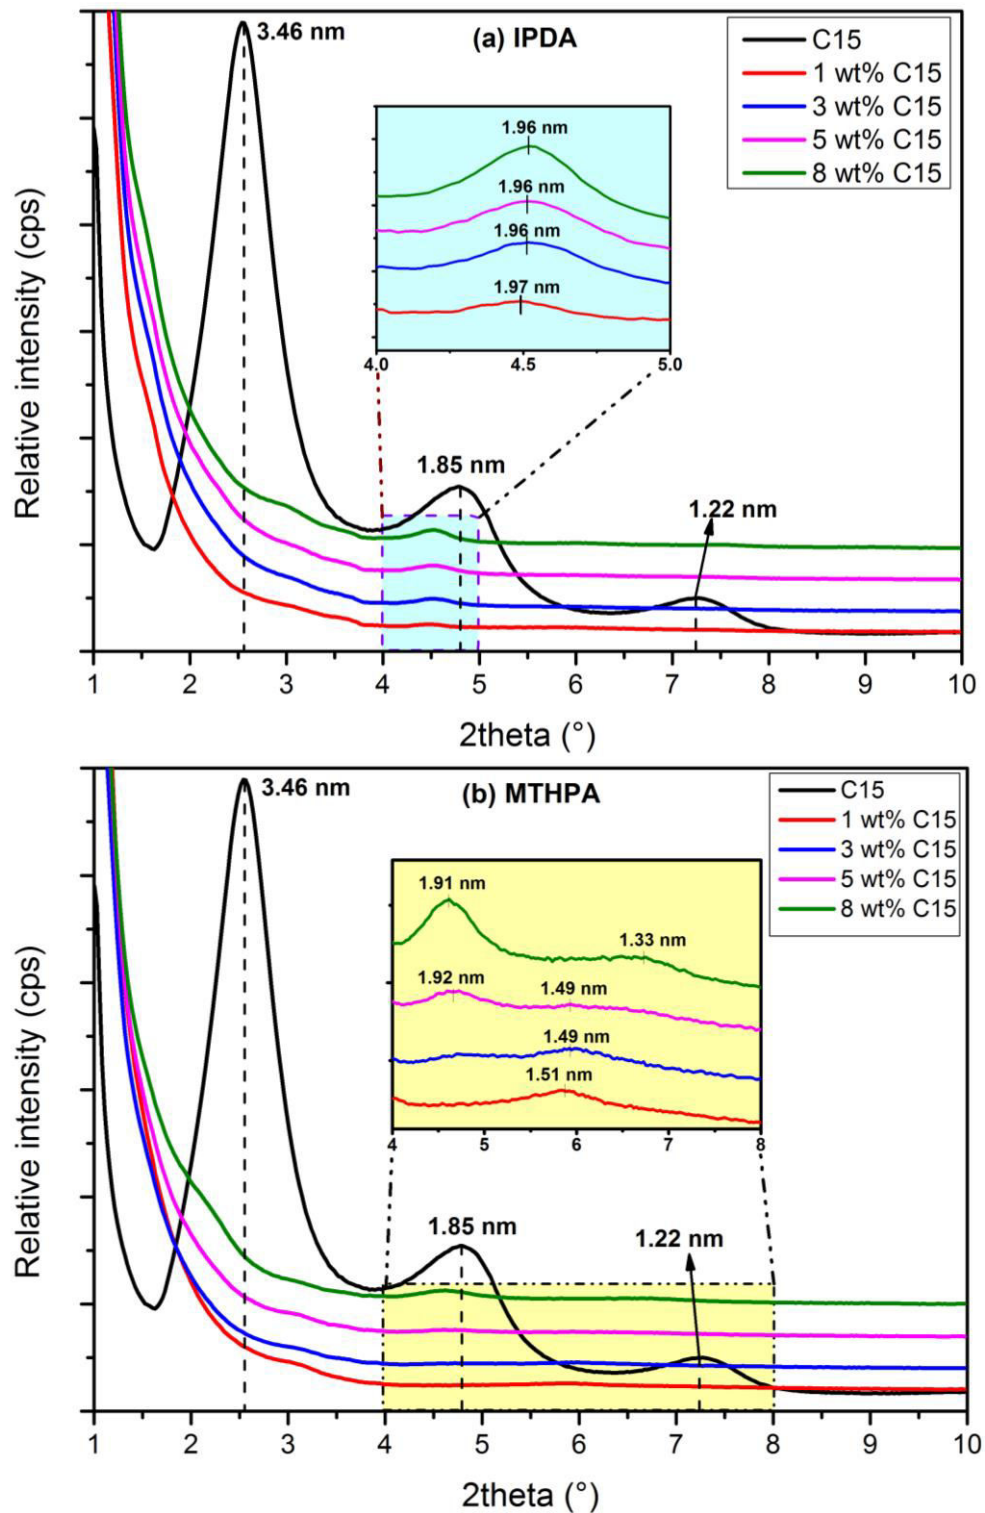 3.46 nm
(a) IPDA
C15
1 wt% C15
3 wt% C15
5 wt% C15
8 wt% C15
1.96 nm
1.96 nm
1.96 nm
1.97 nm
4.0 4.5 5.0
1.85 nm
1.22 nm
Relative intensity (cps)
1 2 3 4 5 6 7 8 9 10
2theta (°)
3.46 nm
(b) MTHPA
C15
1 wt% C15
3 wt% C15
5 wt% C15
8 wt% C15
1.91 nm
1.33 nm
1.92 nm 1.49 nm
1.49 nm
1.51 nm
4 5 6 7 8
1.85 nm
1.22 nm
Relative intensity (cps)
1 2 3 4 5 6 7 8 9 10
2theta (°)